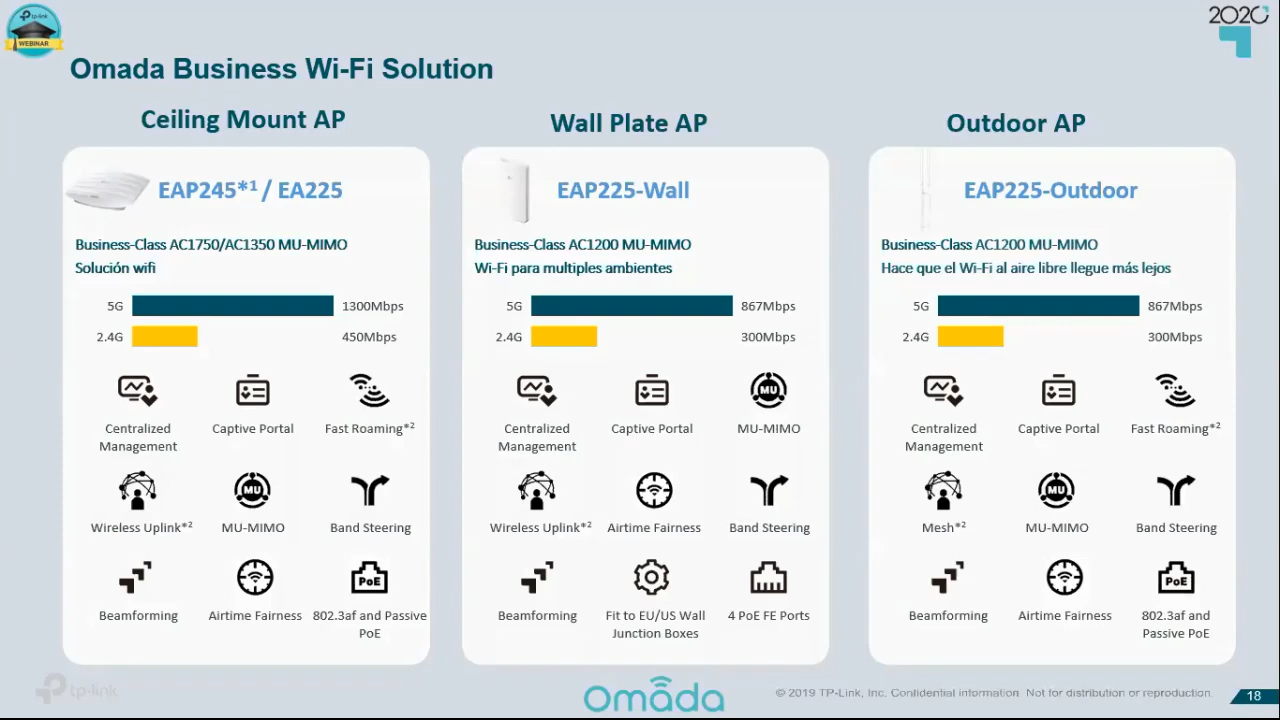 tp-link
WEBINAR
2020
Omada Business Wi-Fi Solution
Ceiling Mount AP
EAP245*1 / EA225
Business-Class AC1750/AC1350 MU-MIMO
Solución wifi
5G 1300Mbps
2.4G 450Mbps
Centralized Management
Captive Portal
Fast Roaming*2
Wireless Uplink*2
MU
MU-MIMO
Band Steering
Beamforming
Airtime Fairness
PoE
802.3af and Passive
PoE
Wall Plate AP
EAP225-Wall
Business-Class AC1200 MU-MIMO
Wi-Fi para multiples ambientes
5G 867Mbps
2.4G 300Mbps
Centralized
Management
Captive Portal
MU
MU-MIMO
Wireless Uplink*2
Airtime Fairness
Band Steering
Beamforming
Fit to EU/US Wall
Junction Boxes
4 PoE FE Ports
Outdoor AP
EAP225-Outdoor
Business-Class AC1200 MU-MIMO
Hace que el Wi-Fi al aire libre llegue más lejos
5G 867Mbps
2.4G 300Mbps
Centralized
Management
Captive Portal
Fast Roaming*2
Mesh*2
MU
MU-MIMO
Band Steering
Beamforming
Airtime Fairness
PoE
802.3af and
Passive PoE
tp-link
omada
© 2019 TP-Link, Inc. Confidential information Not for distribution or reproduction.
18